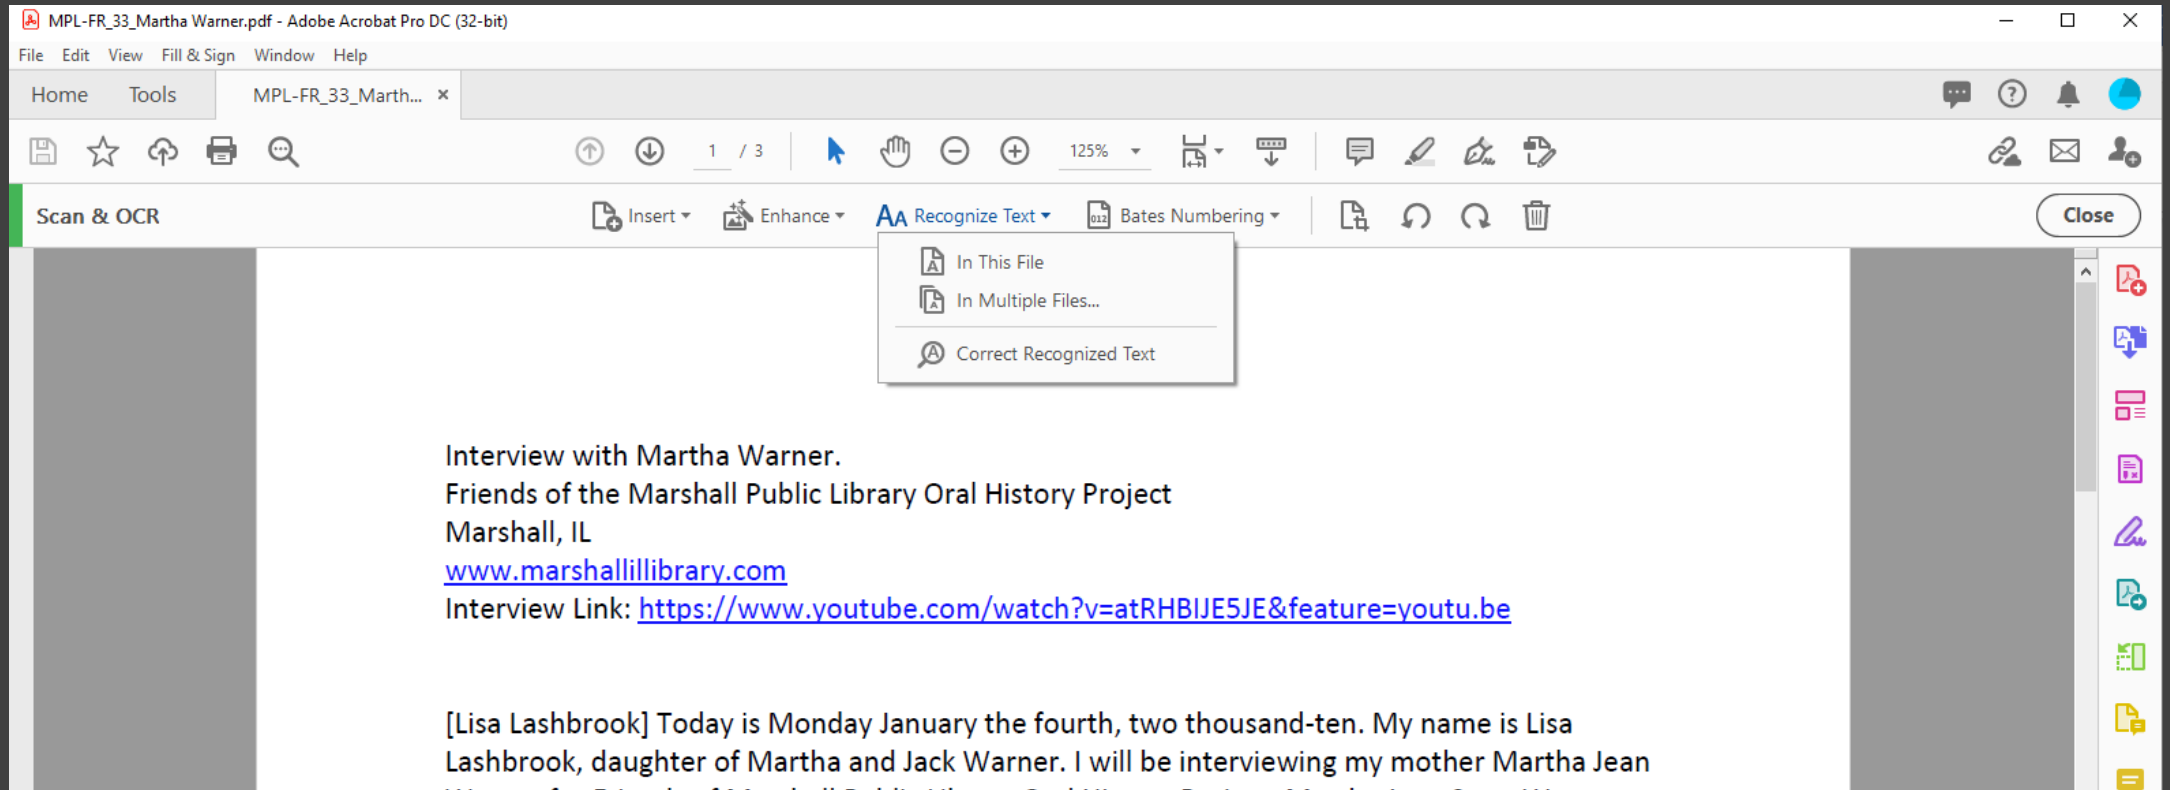 MPL-FR_33_Martha Warner.pdf - Adobe Acrobat Pro DC (32-bit)
File Edit View Fill & Sign Window Help
Home Tools MPL-FR_33_Marth... ×
1 / 3 125%
Scan & OCR Insert Enhance Recognize Text Bates Numbering Close
In This File
In Multiple Files...
Correct Recognized Text
Interview with Martha Warner.
Friends of the Marshall Public Library Oral History Project
Marshall, IL
www.marshallillibrary.com
Interview Link: https://www.youtube.com/watch?v=atRHBIJE5JE&feature=youtu.be
[Lisa Lashbrook] Today is Monday January the fourth, two thousand-ten. My name is Lisa
Lashbrook, daughter of Martha and Jack Warner. I will be interviewing my mother Martha Jean